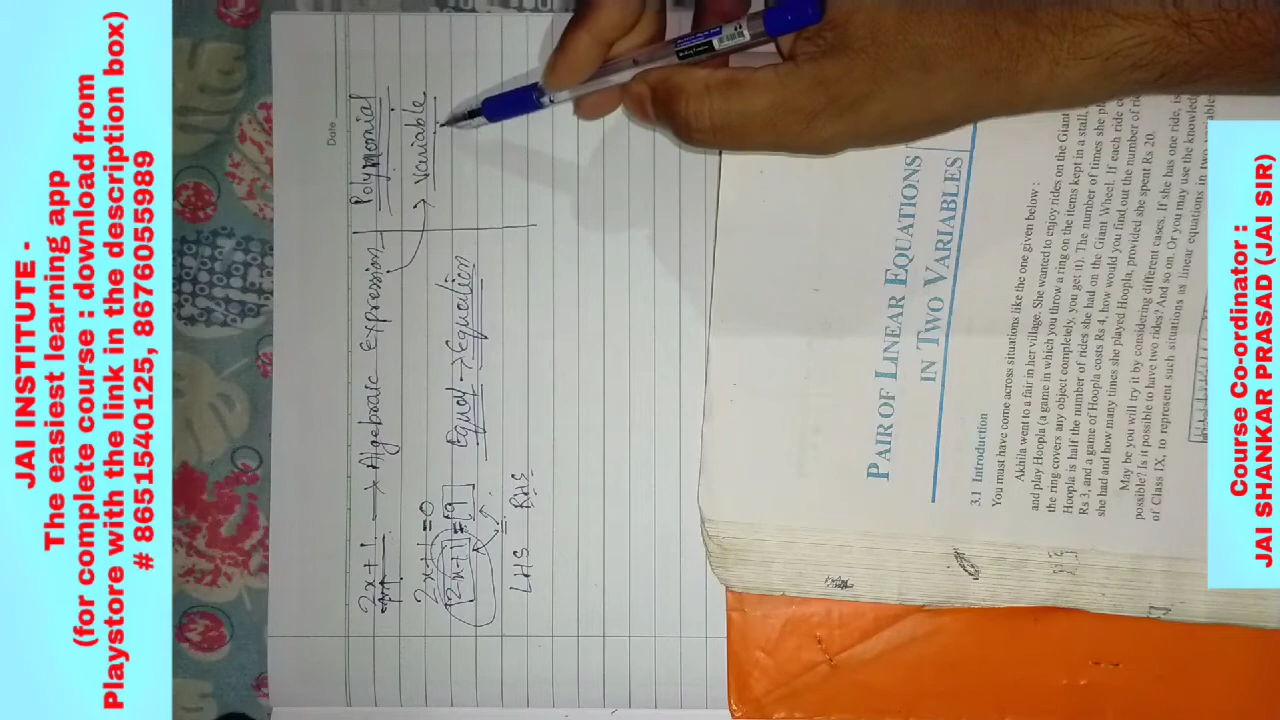 JAI INSTITUTE -
The easiest learning app
(for complete course : download from
Playstore with the link in the description box)
# 8651540125, 8676055989
Date
2x+1 → Algebraic expression | Polynomial
→ variable
2x+1=0
2x+1=9 Equal → Equation
LHS = RHS
PAIR OF LINEAR EQUATIONS
IN TWO VARIABLES
3.1 Introduction
You must have come across situations like the one given below :
Akhila went to a fair in her village. She wanted to enjoy rides on the Giant
and play Hoopla (a game in which you throw a ring on the items kept in a stall,
the ring covers any object completely, you get it). The number of times she
Hoopla is half the number of rides she had on the Giant Wheel. If each ride
Rs 3, and a game of Hoopla costs Rs 4, how would you find out the number of
she had and how many times she played Hoopla, provided she spent Rs 20.
May be you will try it by considering different cases. If she has one ride, is
possible? Is it possible to have two rides? And so on. Or you may use the
of Class IX, to represent such situations as linear equations in two
Course Co-ordinator :
JAI SHANKAR PRASAD (JAI SIR)